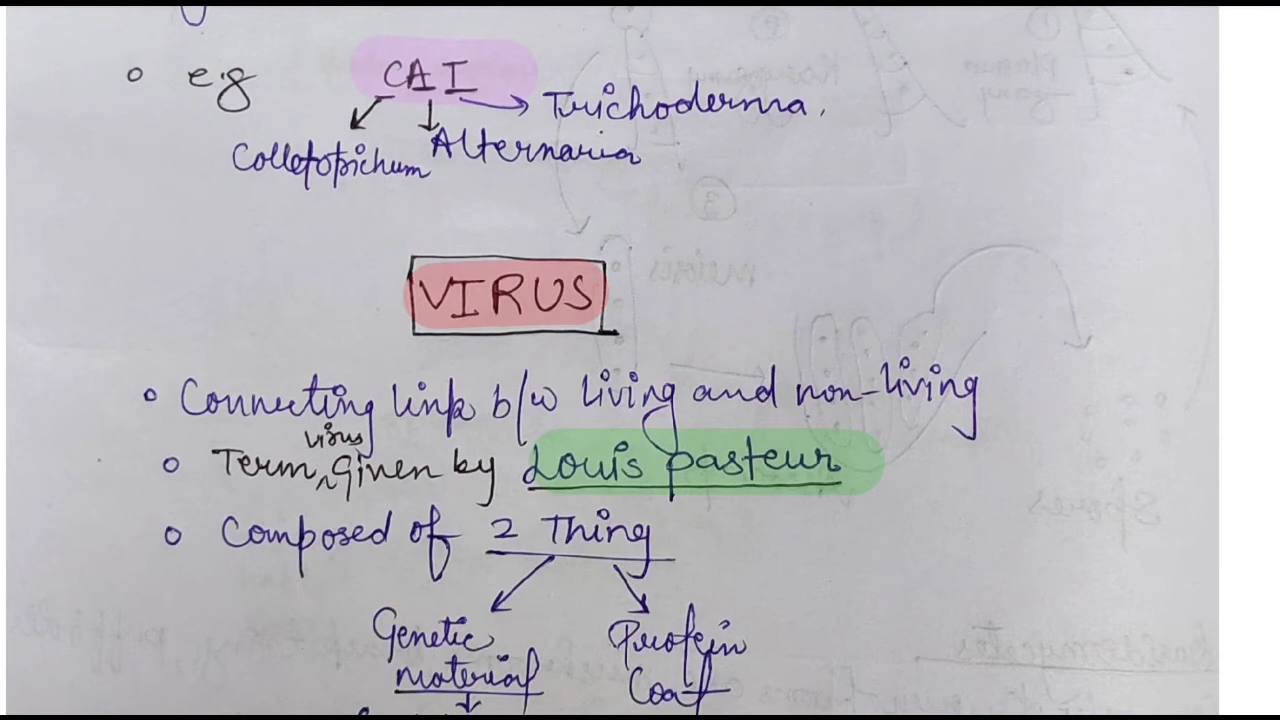 eg CAI
Trichoderma.
Colletotrichum Alternaria
VIRUS
Connecting link b/w living and non-living
Term virus given by Louis pasteur
Composed of 2 Thing
Genetic Protein
material Coat